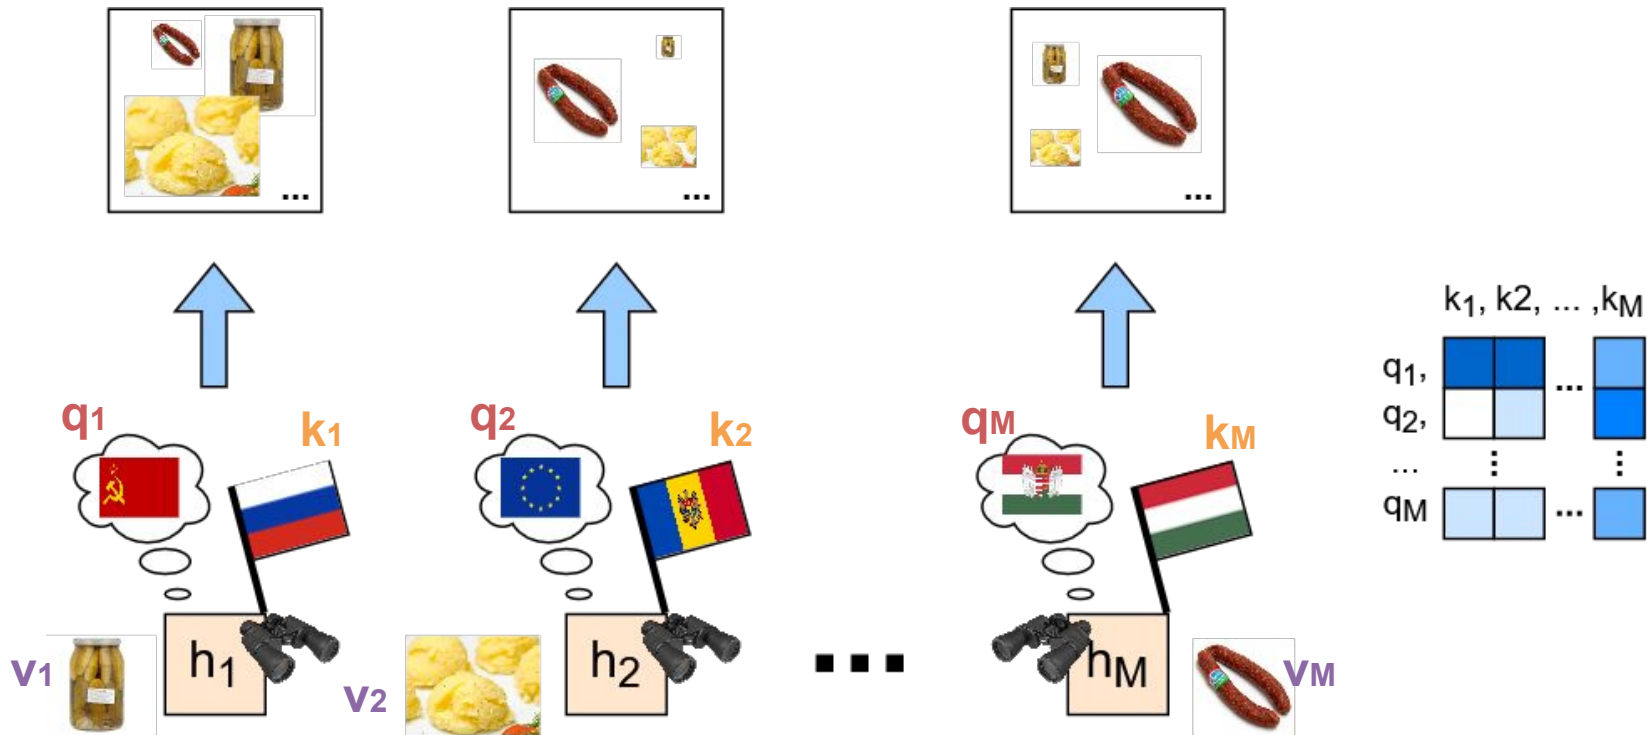 ...
...
...
k1, k2, ... ,kM
q1,
...
q2,
...
qM
...
q1
k1
q2
k2
qM
kM
h1
h2
...
hM
v1
v2
vM